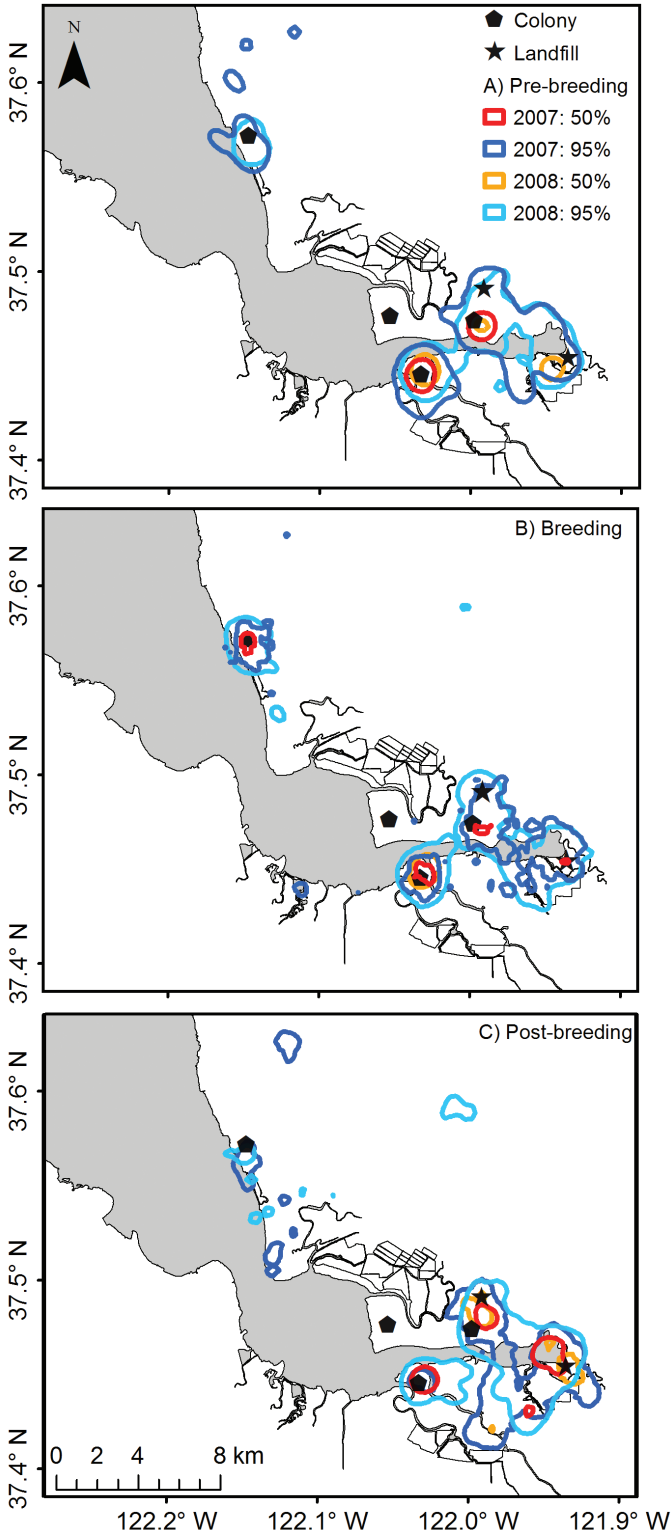 N
Colony
Landfill
A) Pre-breeding
2007: 50%
2007: 95%
2008: 50%
2008: 95%
37.6° N
37.5° N
37.4° N
B) Breeding
37.6° N
37.5° N
37.4° N
C) Post-breeding
37.6° N
37.5° N
37.4° N
0 2 4 8 km
122.2° W 122.1° W 122.0° W 121.9° W